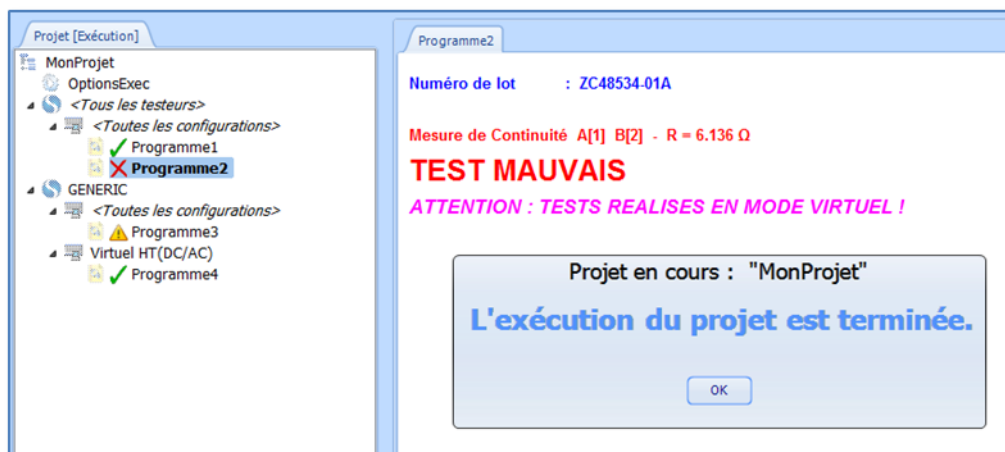 Projet [Exécution]
MonProjet
OptionsExec
<Tous les testeurs>
<Toutes les configurations>
Programme1
Programme2
GENERIC
<Toutes les configurations>
Programme3
Virtuel HT(DC/AC)
Programme4
Programme2
Numéro de lot : ZC48534-01A
Mesure de Continuité A[1] B[2] - R = 6.136 Ω
TEST MAUVAIS
ATTENTION : TESTS REALISES EN MODE VIRTUEL !
Projet en cours : "MonProjet"
L'exécution du projet est terminée.
OK